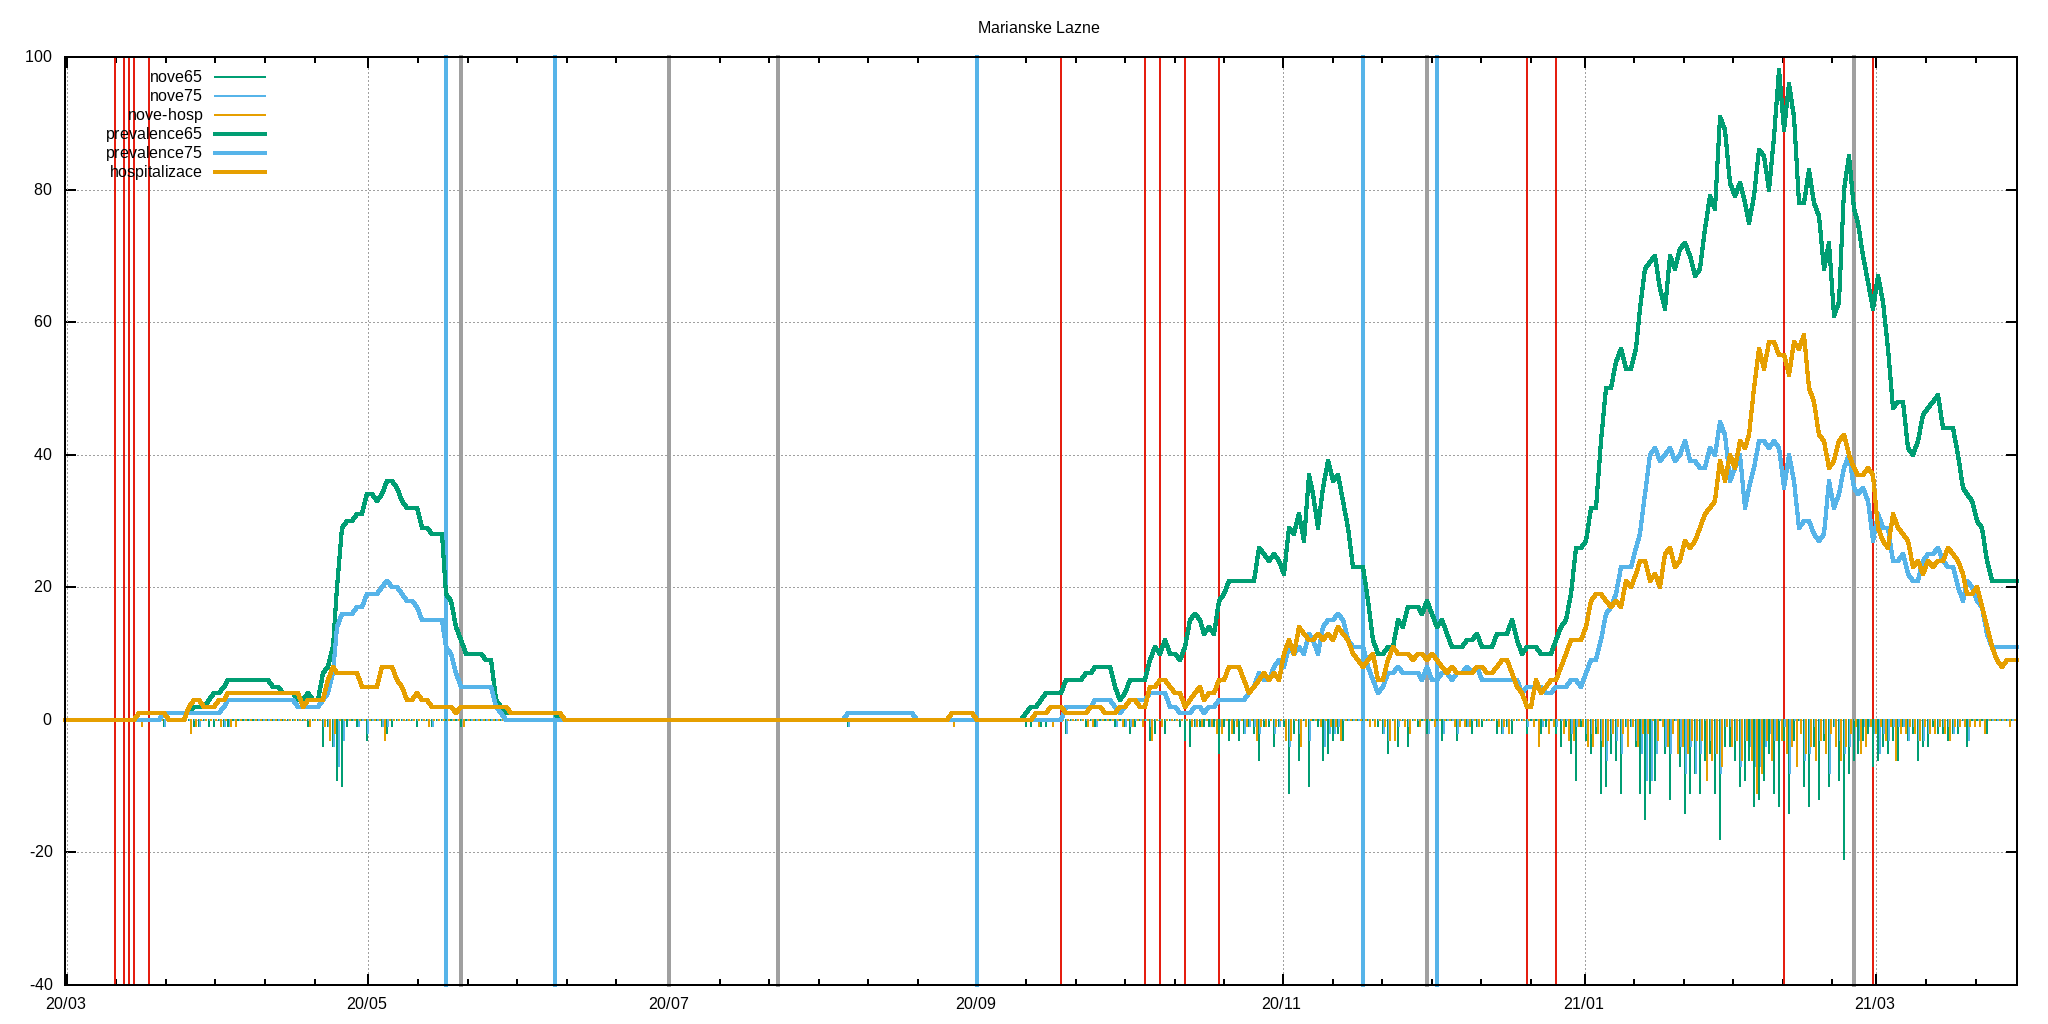 Marianske Lazne
100
80
60
40
20
0
-20
-40
nove65
nove75
nove-hosp
prevalence65
prevalence75
hospitalizace
20/03 20/05 20/07 20/09 20/11 21/01 21/03